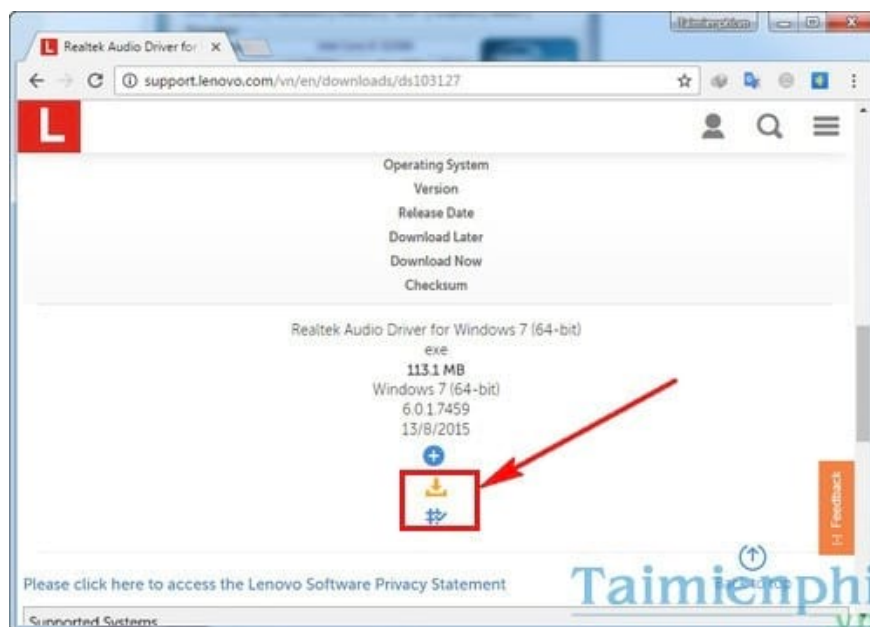 L Realtek Audio Driver for
support.lenovo.com/vn/en/downloads/ds103127
L
Operating System
Version
Release Date
Download Later
Download Now
Checksum
Realtek Audio Driver for Windows 7 (64-bit)
exe
113.1 MB
Windows 7 (64-bit)
6.0.1.7459
13/8/2015
[-] Feedback
Please click here to access the Lenovo Software Privacy Statement
Taimienphi
Supported Systems